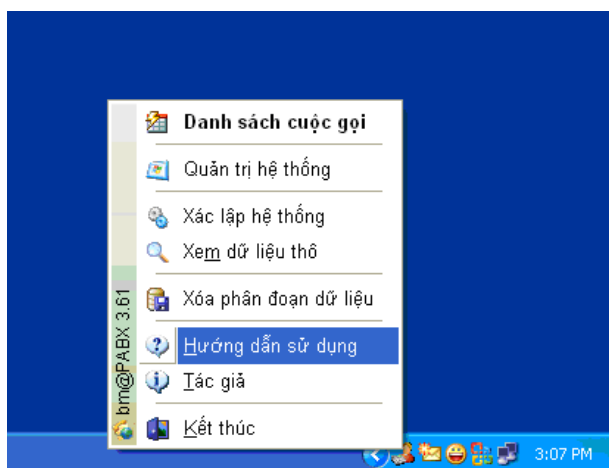 Danh sách cuộc gọi
Quản trị hệ thống
Xác lập hệ thống
Xem dữ liệu thô
Xóa phân đoạn dữ liệu
Hướng dẫn sử dụng
Tác giả
Kết thúc
bm@PABX 3.61
3:07 PM